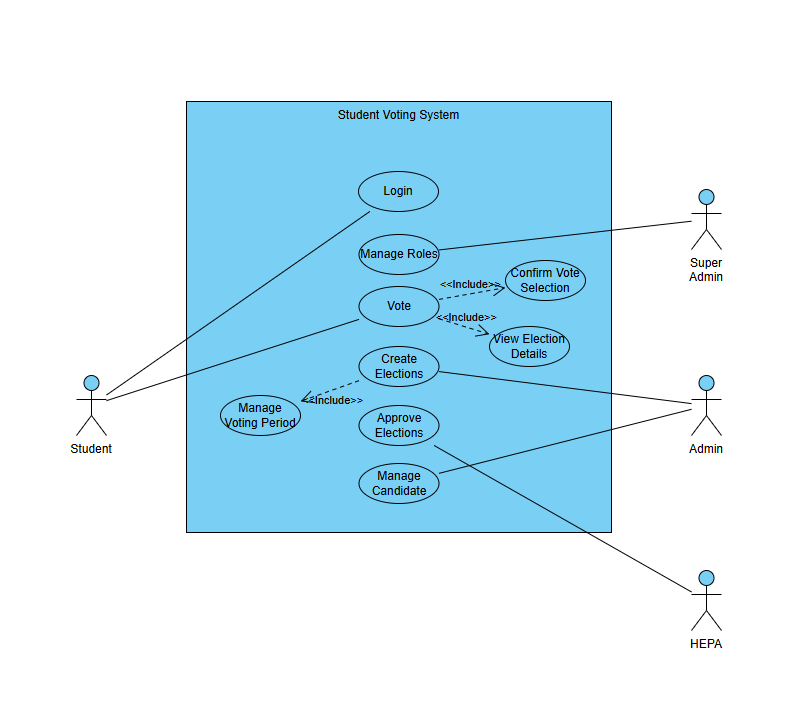 Student Voting System
Login
Manage Roles
Super
Admin
<<Include>>
Confirm Vote
Selection
Vote
<<Include>>
View Election
Details
Create
Elections
<<Include>>
Manage
Voting Period
Approve
Elections
Student
Admin
Manage
Candidate
HEPA